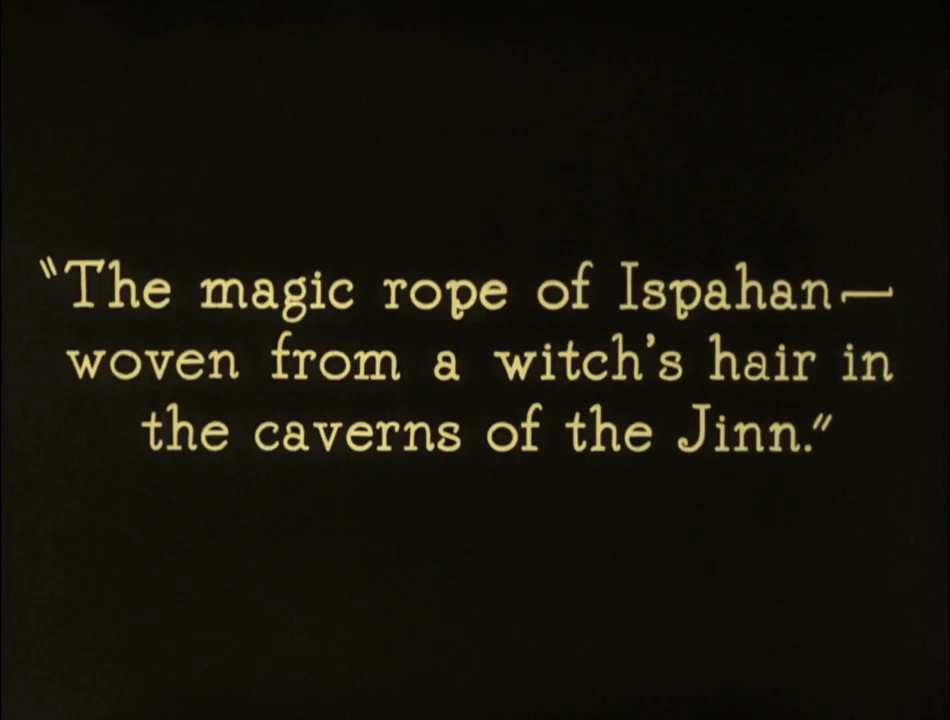 "The magic rope of Ispahan—
woven from a witch's hair in
the caverns of the Jinn."